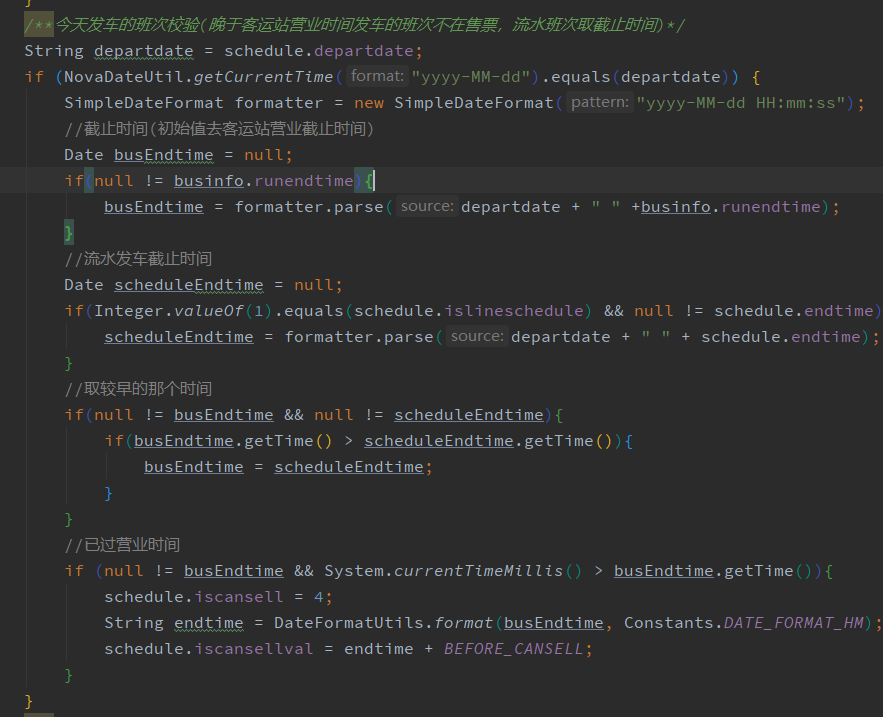 }
/**今天发车的班次校验(晚于客运站营业时间发车的班次不在售票，流水班次取截止时间)*/
String departdate = schedule.departdate;
if (NovaDateUtil.getCurrentTime( format: "yyyy-MM-dd").equals(departdate)) {
SimpleDateFormat formatter = new SimpleDateFormat( pattern: "yyyy-MM-dd HH:mm:ss");
//截止时间(初始值去客运站营业截止时间)
Date busEndtime = null;
if(null != businfo.runendtime){
busEndtime = formatter.parse( source: departdate + " " +businfo.runendtime);
}
//流水发车截止时间
Date scheduleEndtime = null;
if(Integer.valueOf(1).equals(schedule.islineschedule) && null != schedule.endtime)
scheduleEndtime = formatter.parse( source: departdate + " " + schedule.endtime);
}
//取较早的那个时间
if(null != busEndtime && null != scheduleEndtime){
if(busEndtime.getTime() > scheduleEndtime.getTime()){
busEndtime = scheduleEndtime;
}
}
//已过营业时间
if (null != busEndtime && System.currentTimeMillis() > busEndtime.getTime()){
schedule.iscansell = 4;
String endtime = DateFormatUtils.format(busEndtime, Constants.DATE_FORMAT_HM);
schedule.iscansellval = endtime + BEFORE_CANSELL;
}
}